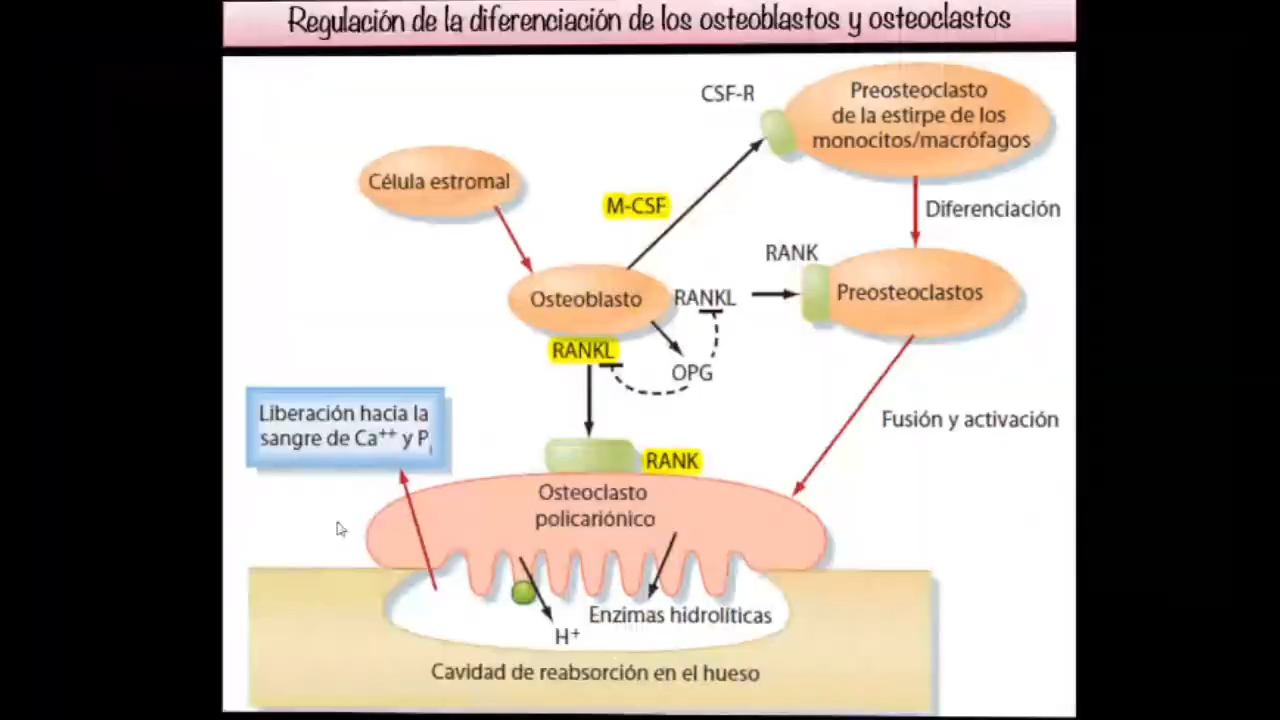 Regulación de la diferenciación de los osteoblastos y osteoclastos
CSF-R
Preosteoclasto
de la estirpe de los
monocitos/macrófagos
Célula estromal
M-CSF
Diferenciación
RANK
Osteoblasto
RANKL
Preosteoclastos
RANKL
OPG
Liberación hacia la
sangre de Ca⁺⁺ y Pᵢ
Fusión y activación
RANK
Osteoclasto
policariónico
Enzimas hidrolíticas
H⁺
Cavidad de reabsorción en el hueso